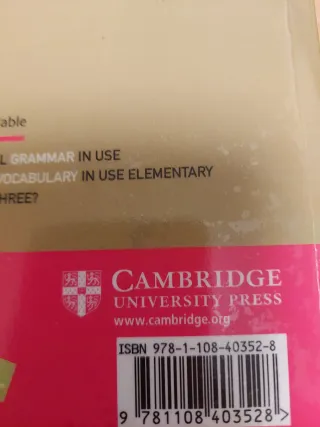 lable
L GRAMMAR IN USE
VOCABULARY IN USE ELEMENTARY
HREE?
CAMBRIDGE
UNIVERSITY PRESS
www.cambridge.org
ISBN 978-1-108-40352-8
9 781108 403528 >